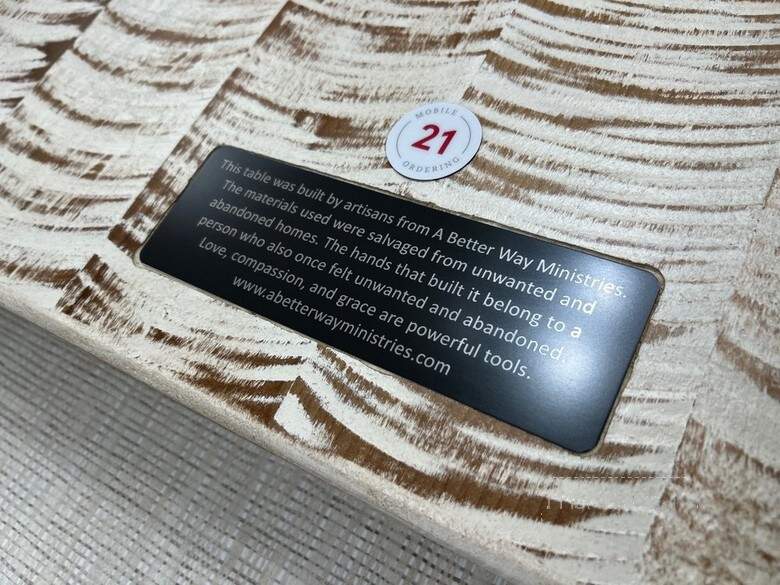 MOBILE
21
ORDERING
This table was built by artisans from A Better Way Ministries.
The materials used were salvaged from unwanted and
abandoned homes. The hands that built it belong to a
person who also once felt unwanted and abandoned.
Love, compassion, and grace are powerful tools.
www.abetterwayministries.com